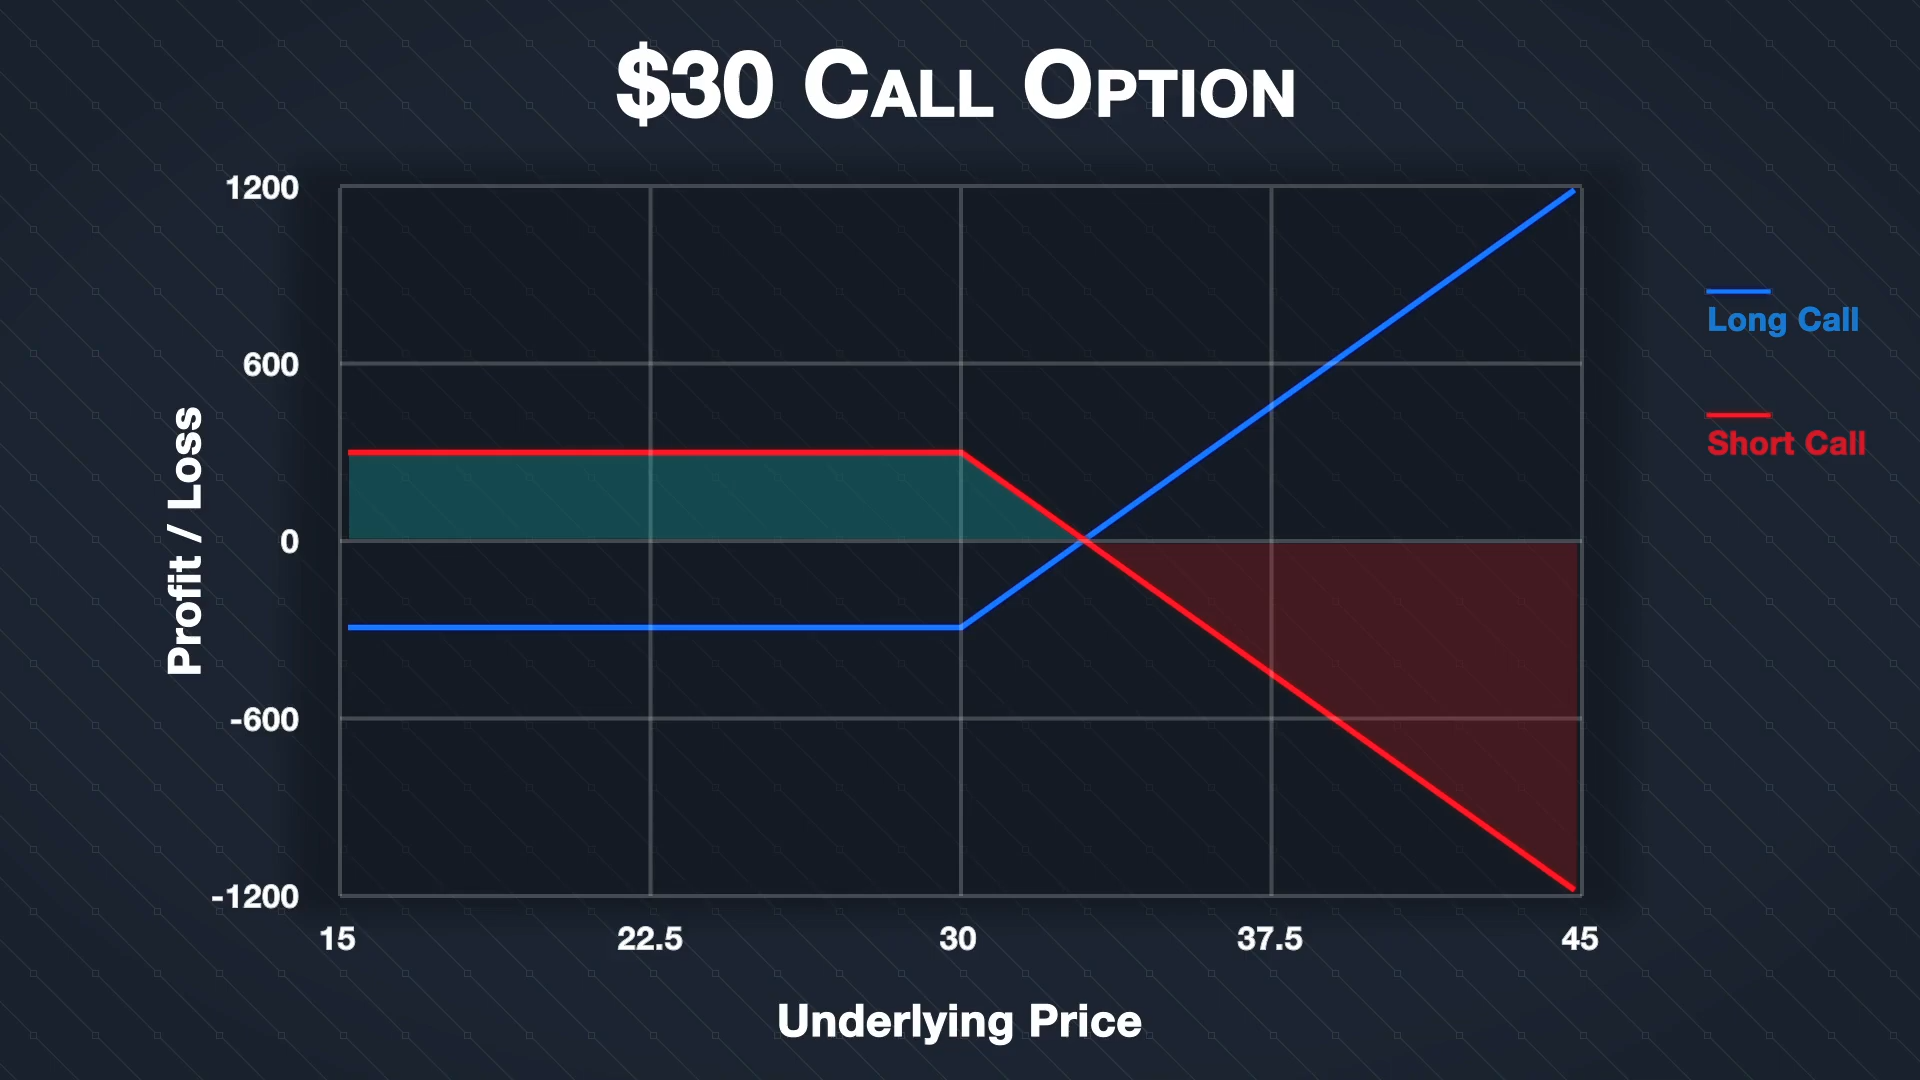 $30 Call Option
1200
600
0
-600
-1200
Profit / Loss
15
22.5
30
37.5
45
Underlying Price
Long Call
Short Call